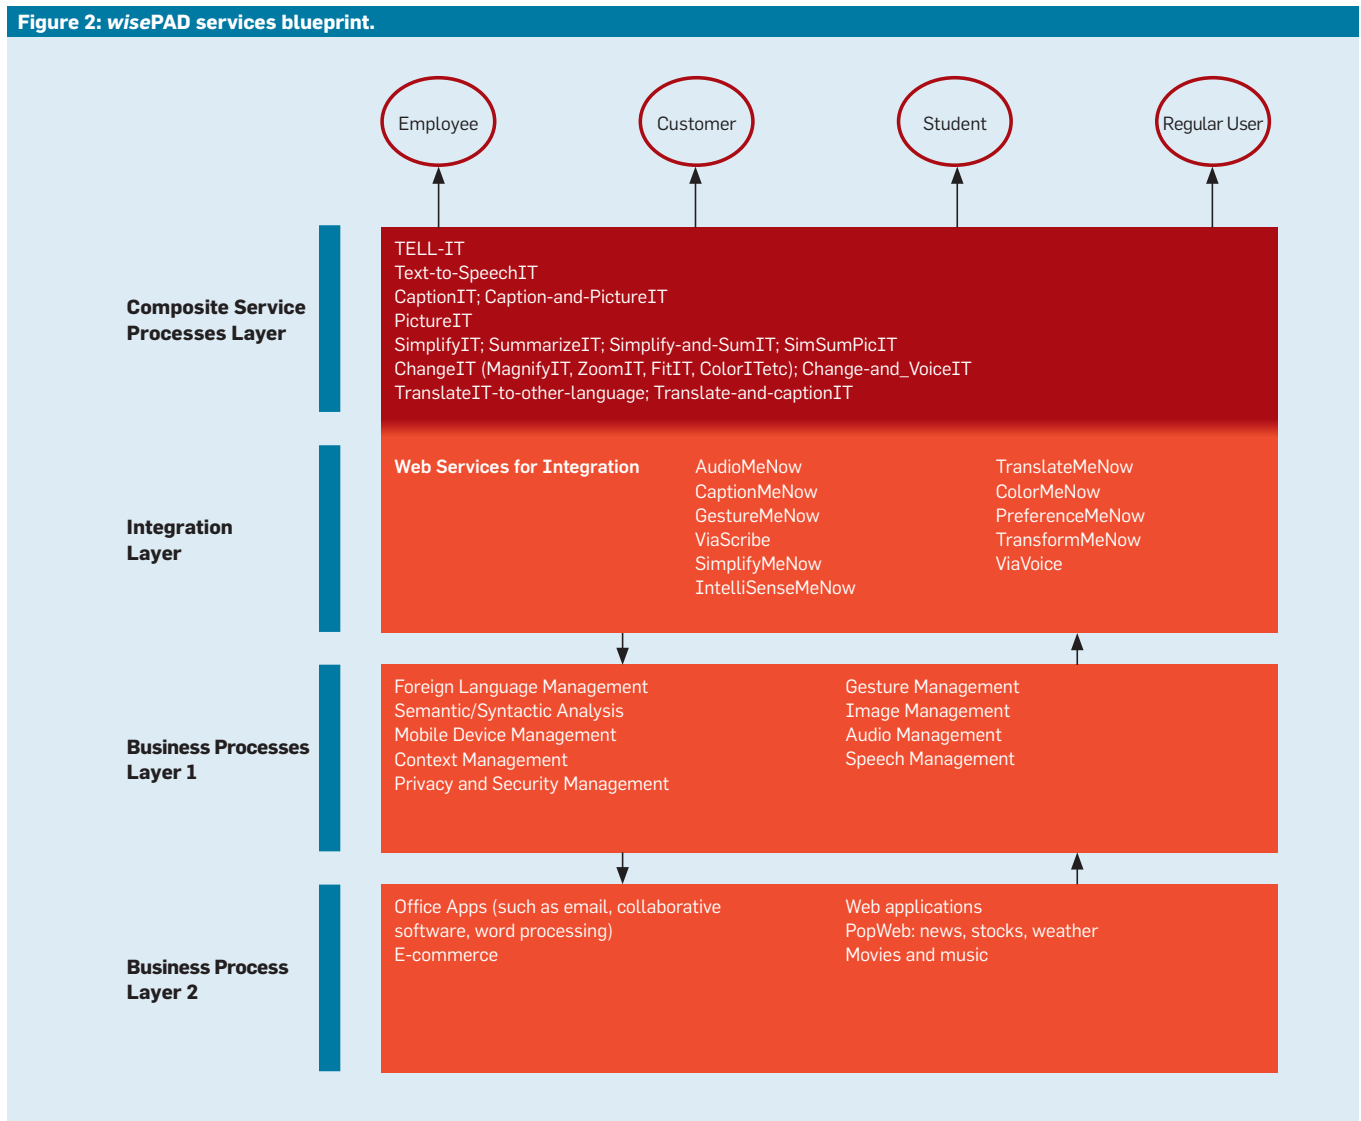 Figure 2: wisePAD services blueprint.
Employee
Customer
Student
Regular User
Composite Service
Processes Layer
TELL-IT
Text-to-SpeechIT
CaptionIT; Caption-and-PictureIT
PictureIT
SimplifyIT; SummarizeIT; Simplify-and-SumIT; SimSumPicIT
ChangeIT (MagnifyIT, ZoomIT, FitIT, ColorITetc); Change-and_VoiceIT
TranslateIT-to-other-language; Translate-and-captionIT
Integration
Layer
Web Services for Integration
AudioMeNow
CaptionMeNow
GestureMeNow
ViaScribe
SimplifyMeNow
IntelliSenseMeNow
TranslateMeNow
ColorMeNow
PreferenceMeNow
TransformMeNow
ViaVoice
Business Processes
Layer 1
Foreign Language Management
Semantic/Syntactic Analysis
Mobile Device Management
Context Management
Privacy and Security Management
Gesture Management
Image Management
Audio Management
Speech Management
Business Process
Layer 2
Office Apps (such as email, collaborative
software, word processing)
E-commerce
Web applications
PopWeb: news, stocks, weather
Movies and music